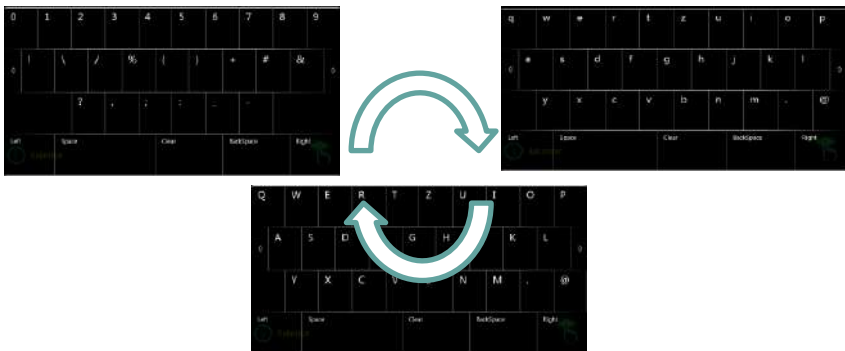 0 1 2 3 4 5 6 7 8 9
! \ / % ( ) + # &
? , ; : _ -
Left Space Clear BackSpace Right
q w e r t z u i o p
a s d f g h j k l
y x c v b n m . @
Left Space Clear BackSpace Right
Q W E R T Z U I O P
A S D G H K L
Y X C V N M . @
Left Space Clear BackSpace Right